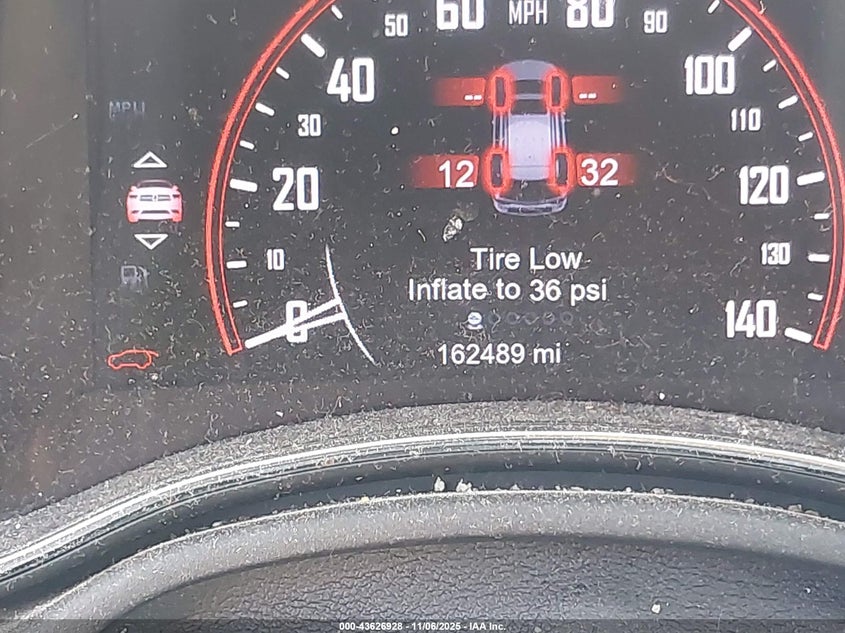 50 60 MPH 80 90
40 100
MPH 30 -- -- 110
12 32
20 120
10 Tire Low 130
Inflate to 36 psi
0 140
162489 mi
000-43626928 - 11/06/2025 - IAA Inc.